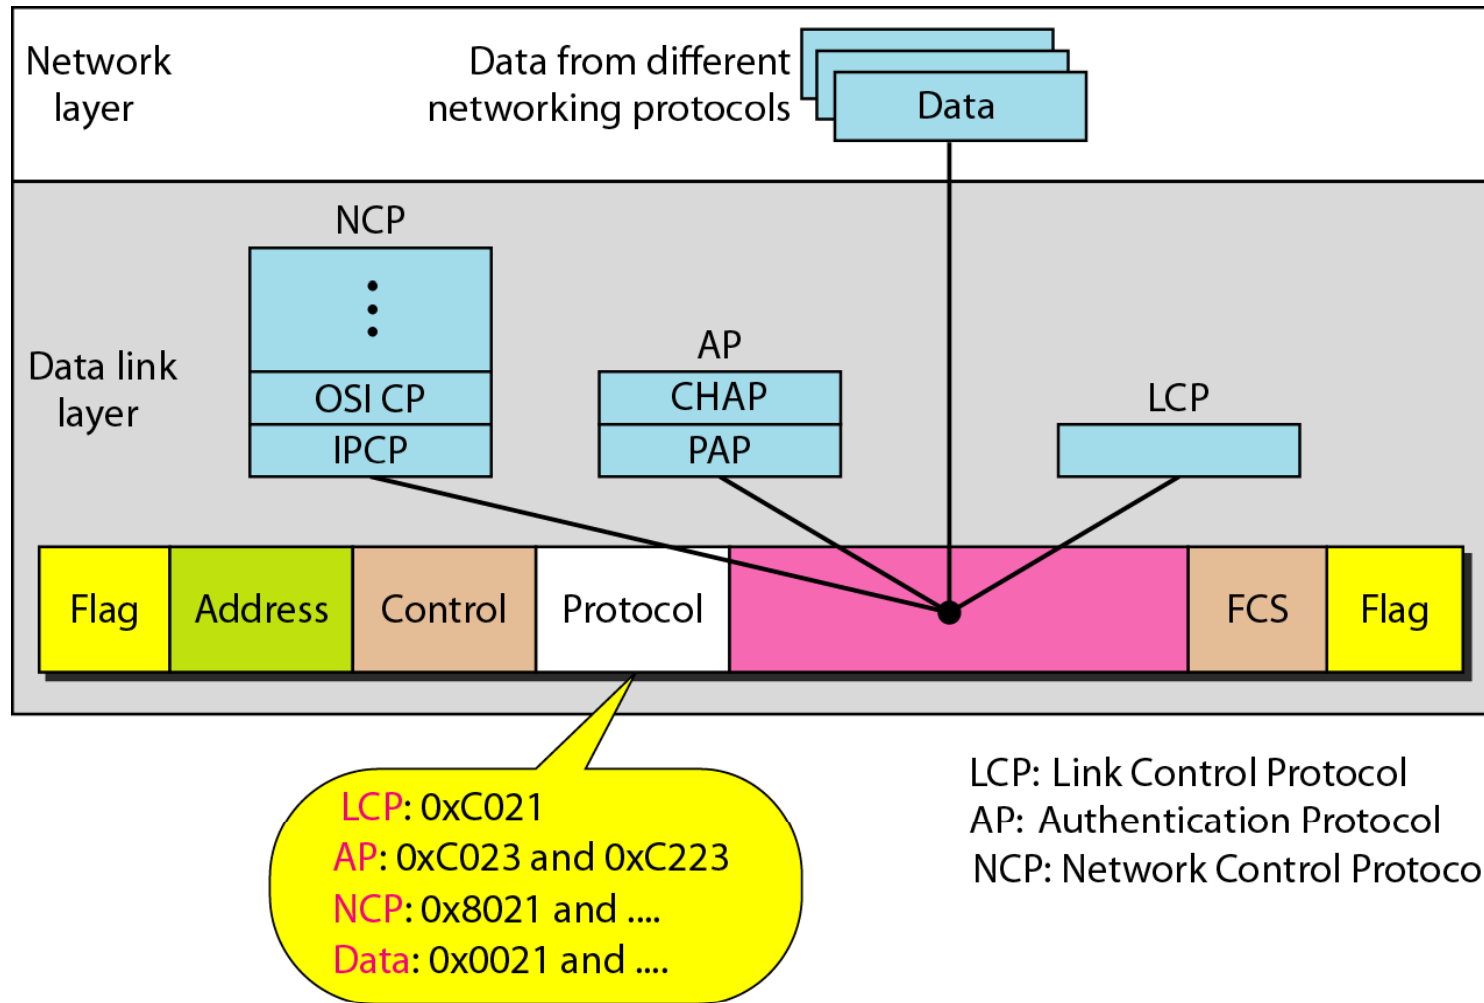 Network
layer
Data from different
networking protocols
Data
NCP
Data link
layer
OSI CP
IPCP
AP
CHAP
PAP
LCP
Flag
Address
Control
Protocol
FCS
Flag
LCP: 0xC021
AP: 0xC023 and 0xC223
NCP: 0x8021 and ....
Data: 0x0021 and ....
LCP: Link Control Protocol
AP: Authentication Protocol
NCP: Network Control Protoco